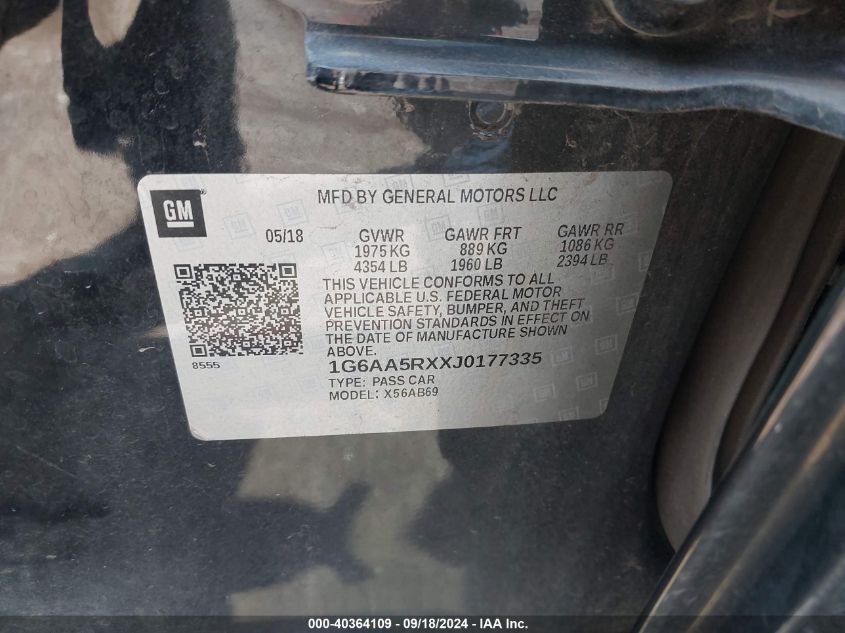 GM
MFD BY GENERAL MOTORS LLC
05/18 GVWR GAWR FRT GAWR RR
1975 KG 889 KG 1086 KG
4354 LB 1960 LB 2394 LB
THIS VEHICLE CONFORMS TO ALL
APPLICABLE U.S. FEDERAL MOTOR
VEHICLE SAFETY, BUMPER, AND THEFT
PREVENTION STANDARDS IN EFFECT ON
THE DATE OF MANUFACTURE SHOWN
ABOVE.
8555
1G6AA5RXXJ0177335
TYPE: PASS CAR
MODEL: X56AB69
000-40364109 - 09/18/2024 - IAA Inc.